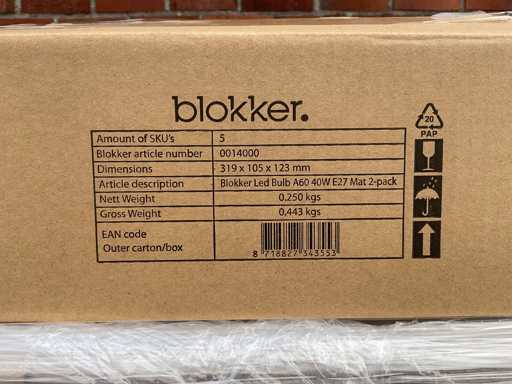 blokker.
Amount of SKU's 5
Blokker article number 0014000
Dimensions 319 x 105 x 123 mm
Article description Blokker Led Bulb A60 40W E27 Mat 2-pack
Nett Weight 0,250 kgs
Gross Weight 0,443 kgs
EAN code
Outer carton/box
8 718827 343553
20
PAP